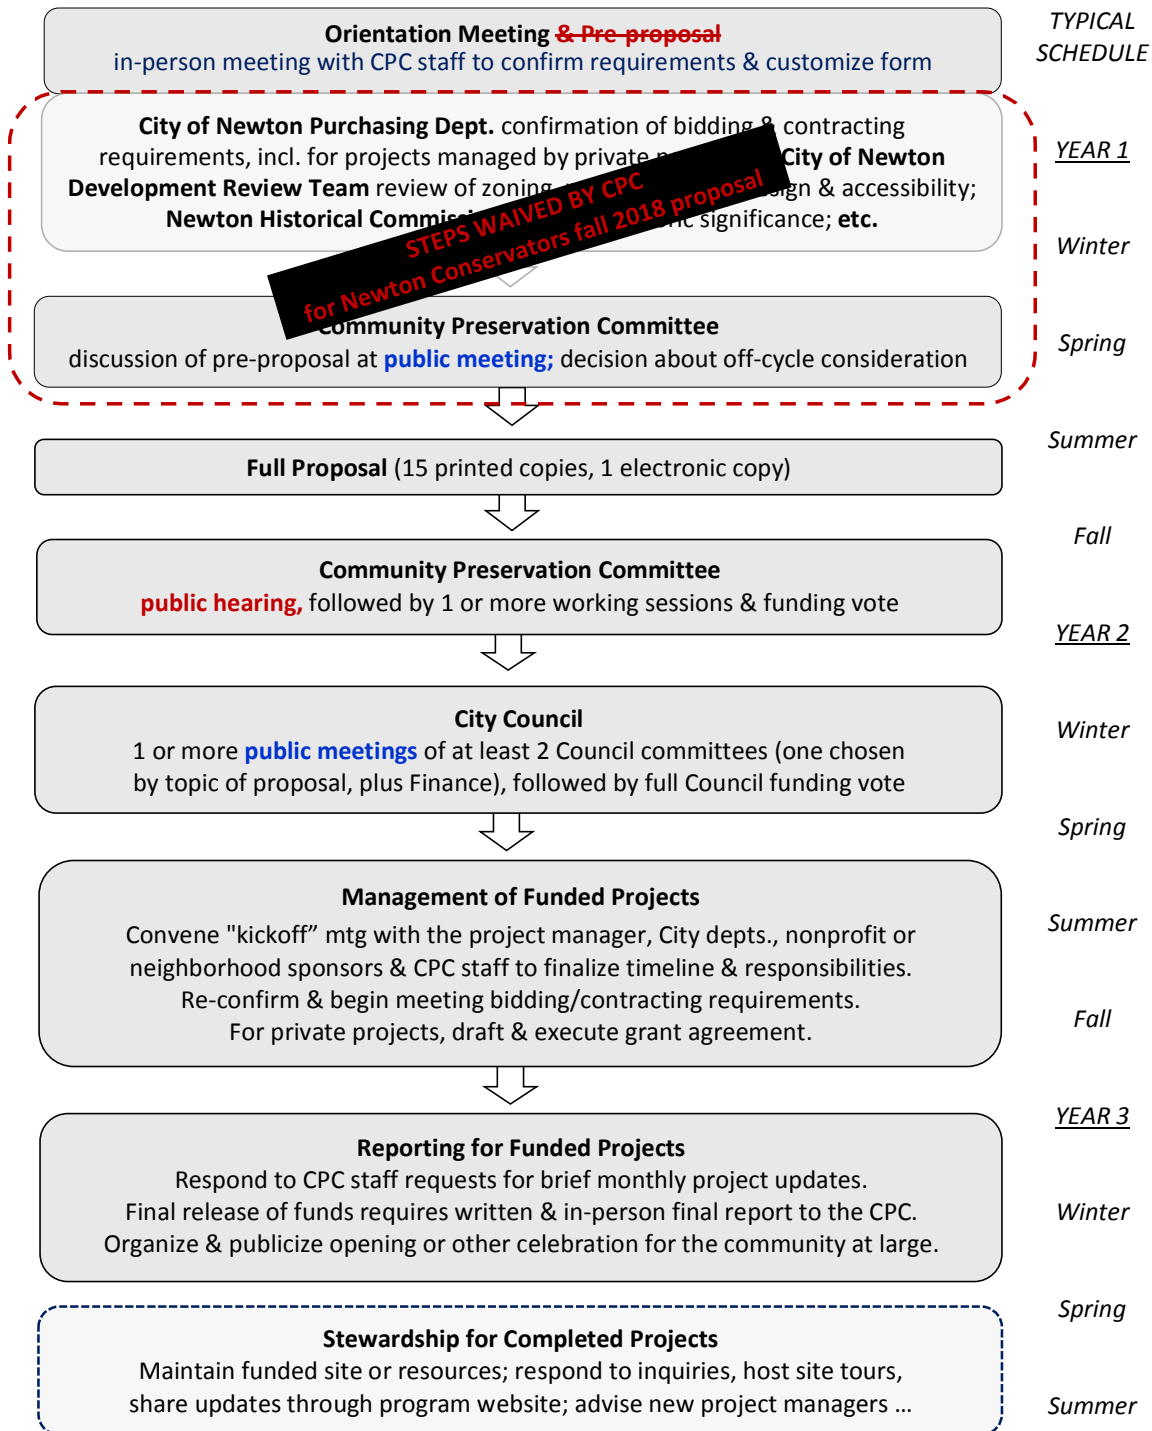 Orientation Meeting & Pre-proposal
in-person meeting with CPC staff to confirm requirements & customize form
TYPICAL
SCHEDULE
City of Newton Purchasing Dept. confirmation of bidding & contracting
requirements, incl. for projects managed by private City of Newton
Development Review Team review of zoning, & accessibility;
Newton Historical significance; etc.
STEPS WAIVED BY CPC
for Newton Conservators fall 2018 proposal
YEAR 1
Winter
Community Preservation Committee
discussion of pre-proposal at public meeting; decision about off-cycle consideration
Spring
Summer
Full Proposal (15 printed copies, 1 electronic copy)
Fall
Community Preservation Committee
public hearing, followed by 1 or more working sessions & funding vote
YEAR 2
City Council
1 or more public meetings of at least 2 Council committees (one chosen
by topic of proposal, plus Finance), followed by full Council funding vote
Winter
Spring
Management of Funded Projects
Convene "kickoff” mtg with the project manager, City depts., nonprofit or
neighborhood sponsors & CPC staff to finalize timeline & responsibilities.
Re-confirm & begin meeting bidding/contracting requirements.
For private projects, draft & execute grant agreement.
Summer
Fall
YEAR 3
Reporting for Funded Projects
Respond to CPC staff requests for brief monthly project updates.
Final release of funds requires written & in-person final report to the CPC.
Organize & publicize opening or other celebration for the community at large.
Winter
Spring
Stewardship for Completed Projects
Maintain funded site or resources; respond to inquiries, host site tours,
share updates through program website; advise new project managers …
Summer